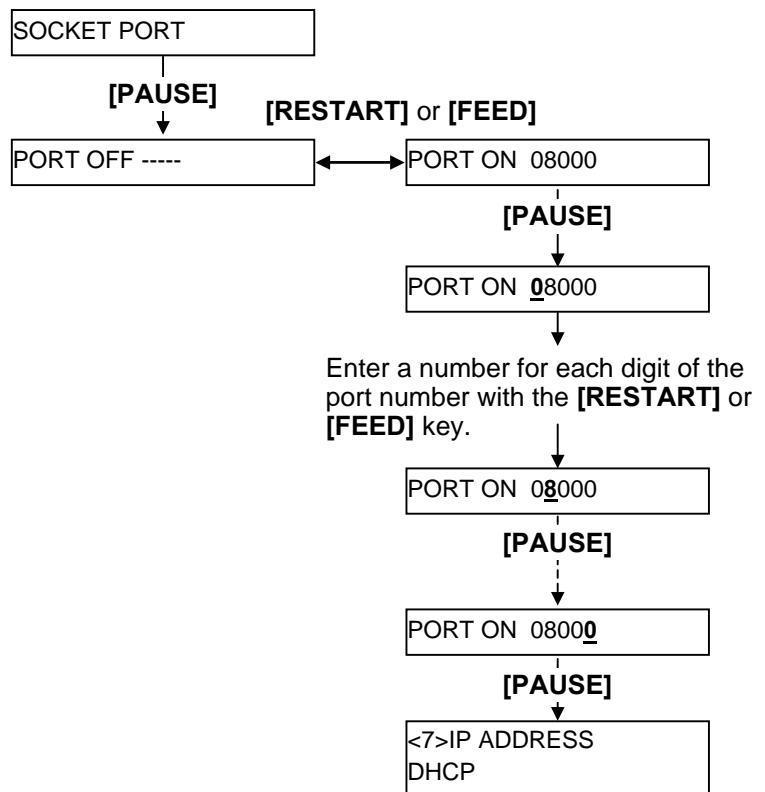 SOCKET PORT
[PAUSE]
[RESTART] or [FEED]
PORT OFF -----
PORT ON 08000
[PAUSE]
PORT ON 08000
Enter a number for each digit of the
port number with the [RESTART] or
[FEED] key.
PORT ON 08000
[PAUSE]
PORT ON 08000
[PAUSE]
<7>IP ADDRESS
DHCP